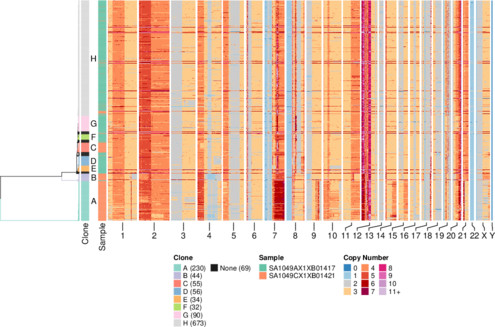 H
G
F
C
D
E
B
A
Clone
Sample
1 2 3 4 5 6 7 8 9 10 11 12 13 14 15 16 17 18 19 20 21 22 X Y
Clone
A (230)
B (44)
C (55)
D (56)
E (34)
F (32)
G (90)
H (673)
None (69)
Sample
SA1049AX1XB01417
SA1049CX1XB01421
Copy Number
0
1
2
3
4
5
6
7
8
9
10
11+